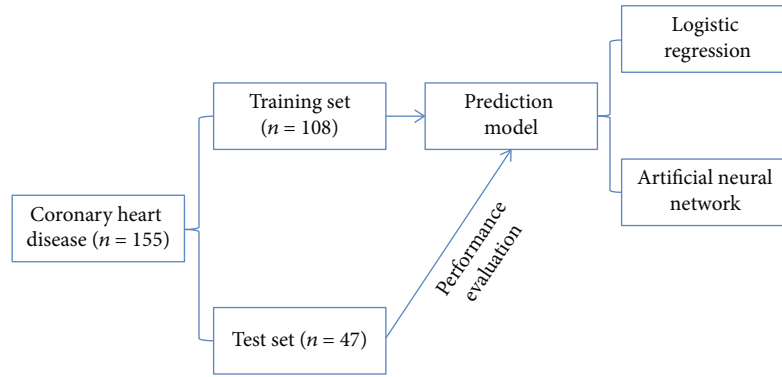 Coronary heart
disease (n = 155)
Training set
(n = 108)
Test set (n = 47)
Performance
evaluation
Prediction
model
Logistic
regression
Artificial neural
network